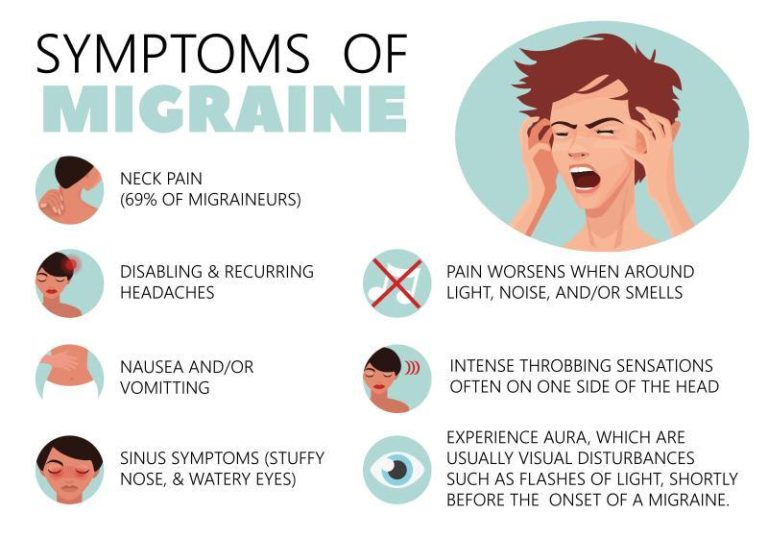 SYMPTOMS OF
MIGRAINE
NECK PAIN
(69% OF MIGRAINEURS)
DISABLING & RECURRING
HEADACHES
NAUSEA AND/OR
VOMITTING
SINUS SYMPTOMS (STUFFY
NOSE, & WATERY EYES)
PAIN WORSENS WHEN AROUND
LIGHT, NOISE, AND/OR SMELLS
INTENSE THROBBING SENSATIONS
OFTEN ON ONE SIDE OF THE HEAD
EXPERIENCE AURA, WHICH ARE
USUALLY VISUAL DISTURBANCES
SUCH AS FLASHES OF LIGHT, SHORTLY
BEFORE THE ONSET OF A MIGRAINE.